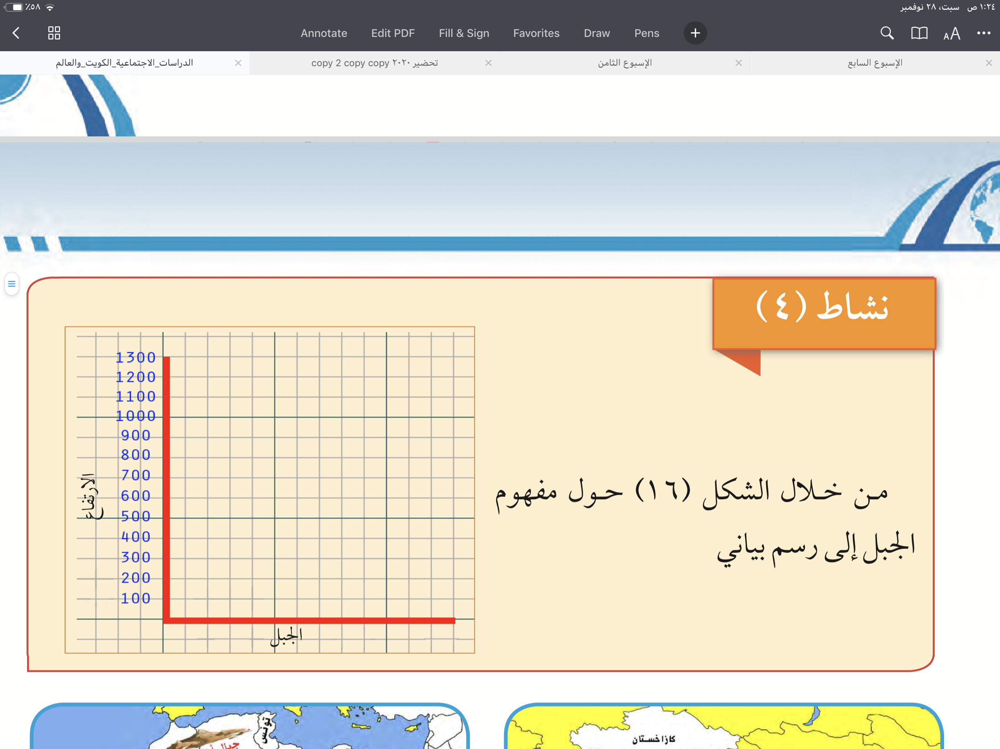 ١:٢٤ ص سبت، ٢٨ نوفمبر
٪٥٨
Annotate Edit PDF Fill & Sign Favorites Draw Pens
AA
الدراسات_الاجتماعية_الكويت_والعالم
تحضير ٢٠٢٠ copy 2 copy copy
الإسبوع الثامن
الإسبوع السابع
نشاط (٤)
من خلال الشكل (١٦) حول مفهوم
الجبل إلى رسم بياني
1300
1200
1100
1000
900
800
700
600
500
400
300
200
100
الارتفاع
الجبل
تونس
كازاخستان